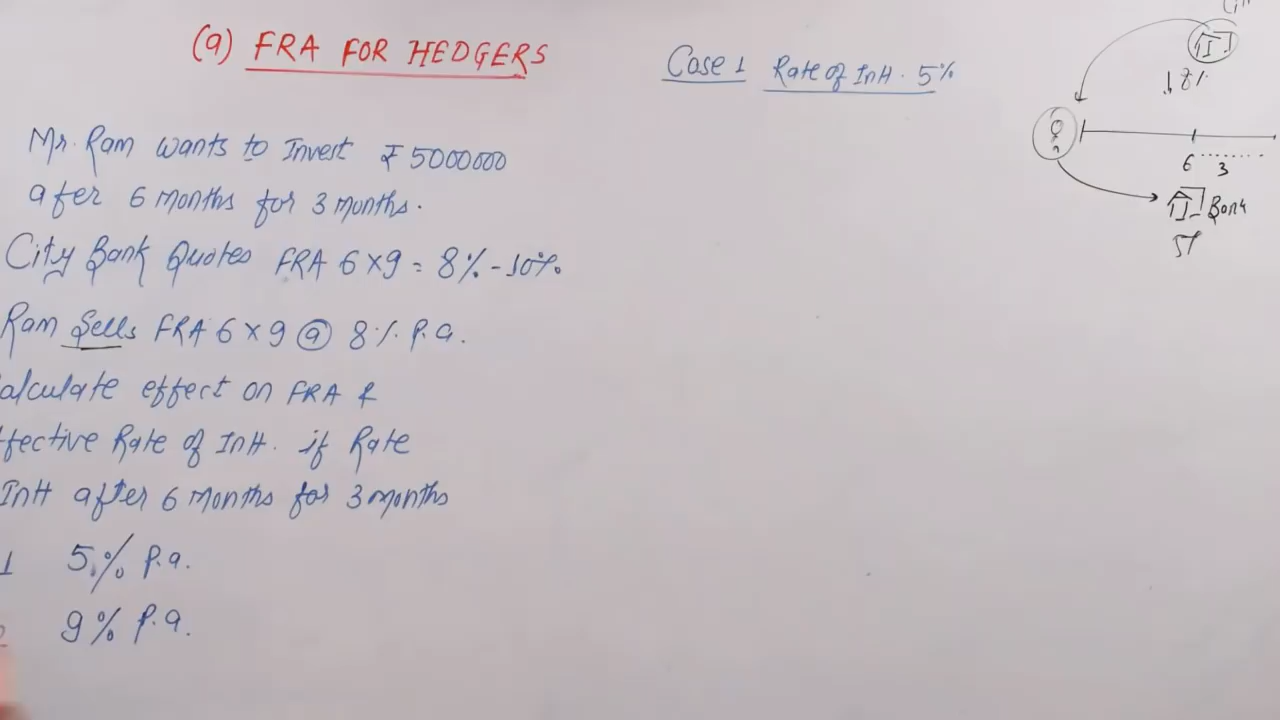 (a) FRA FOR HEDGERS
Mr. Ram wants to Invest ₹ 5000000
after 6 months for 3 months.
City Bank Quotes FRA 6 x 9 = 8% - 10%
Ram Sells FRA 6 x 9 @ 8% P.a.
alculate effect on FRA &
ffective Rate of Intt. if Rate
Intt after 6 Months for 3 months
1 5% P.a.
9% P.a.
Case 1 Rate of Intt. 5%
8%
6 3
Bank
5%